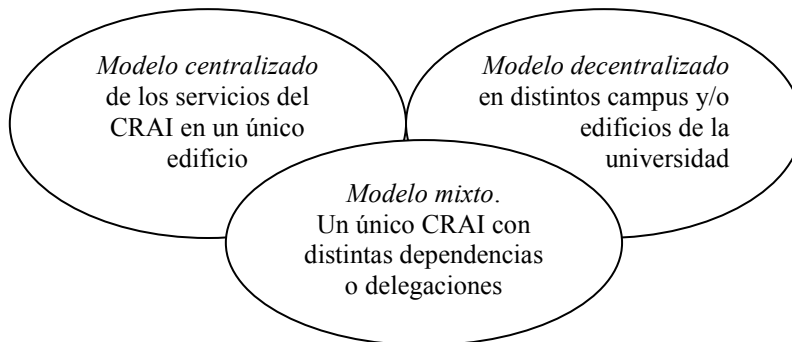 Modelo centralizado
de los servicios del
CRAI en un único
edificio
Modelo decentralizado
en distintos campus y/o
edificios de la
universidad
Modelo mixto.
Un único CRAI con
distintas dependencias
o delegaciones